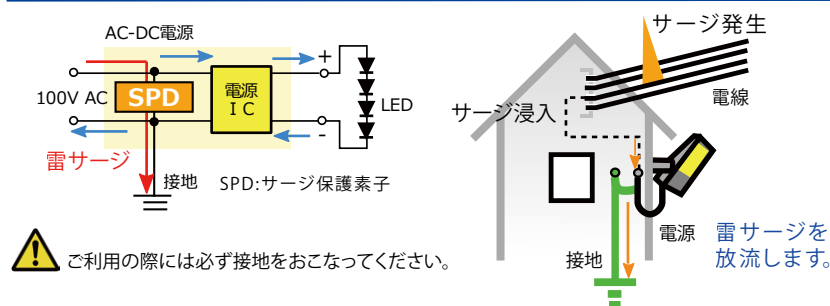 AC-DC電源
100V AC
SPD
電源
IC
+
-
LED
雷サージ
接地
SPD:サージ保護素子
ご利用の際には必ず接地をおこなってください。
サージ発生
電線
サージ浸入
電源
接地
雷サージを
放流します。